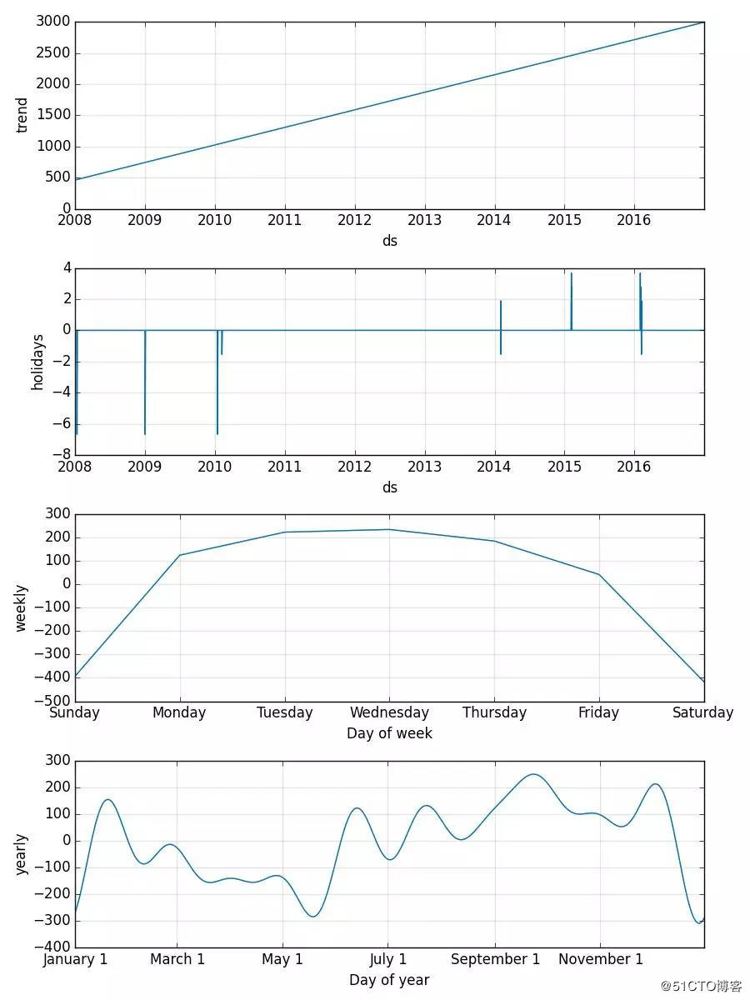 3000
2500
2000
1500
1000
500
0
trend
2008 2009 2010 2011 2012 2013 2014 2015 2016
ds
4
2
0
−2
−4
−6
−8
holidays
2008 2009 2010 2011 2012 2013 2014 2015 2016
ds
300
200
100
0
−100
−200
−300
−400
−500
weekly
Sunday Monday Tuesday Wednesday Thursday Friday Saturday
Day of week
300
200
100
0
−100
−200
−300
−400
yearly
January 1 March 1 May 1 July 1 September 1 November 1
Day of year
@51CTO博客